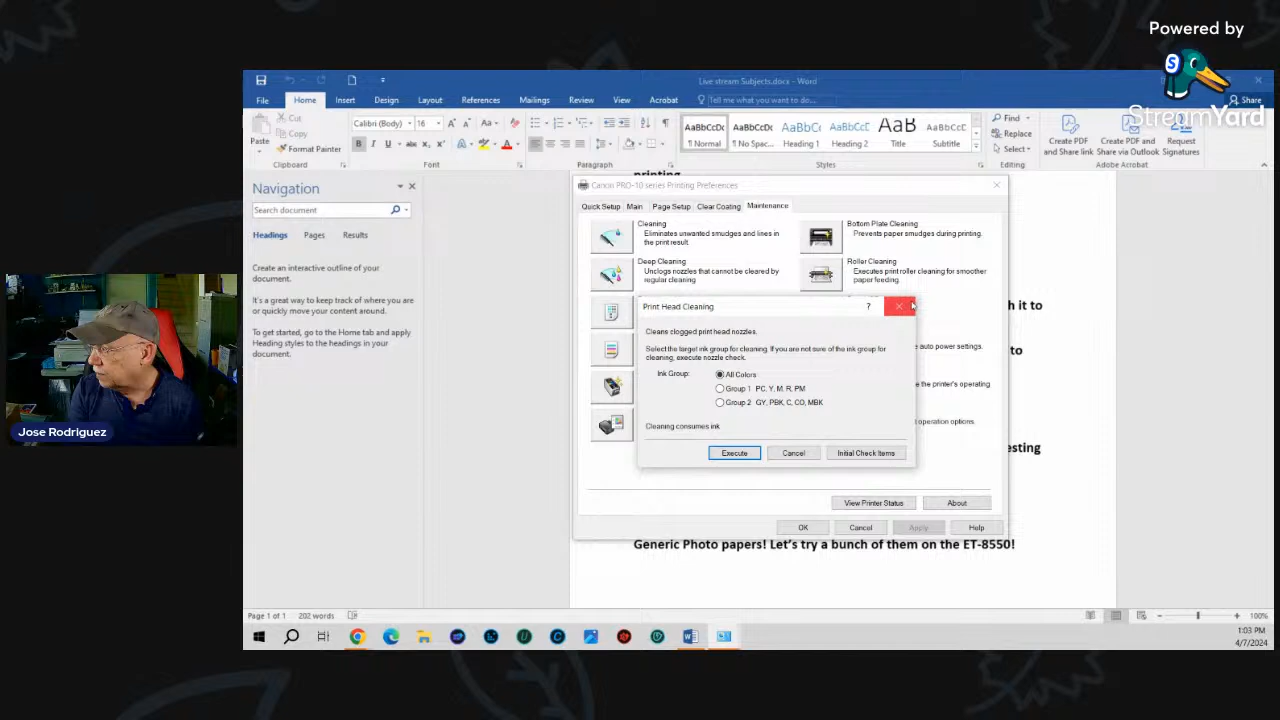 Powered by
StreamYard
Live stream Subjects.docx - Word
File Home Insert Design Layout References Mailings Review View Acrobat Tell me what you want to do... Share
Paste
Cut
Copy
Format Painter
Calibri (Body) 16
AaBbCcDc AaBbCcDc AaBbCc AaBbCcC AaB AaBbCcC
¶ Normal ¶ No Spac... Heading 1 Heading 2 Title Subtitle
Find
Replace
Select
Create PDF and Share link
Create PDF and Share via Outlook
Request Signatures
Clipboard Font Paragraph Styles Editing Adobe Acrobat
Navigation
Search document
Headings Pages Results
Create an interactive outline of your
document.
It's a great way to keep track of where you are
and quickly move your content around.
To get started, go to the Home tab and apply
Heading styles to the headings in your
document.
printing
Canon PRO-10 series Printing Preferences
Quick Setup Main Page Setup Clear Coating Maintenance
Cleaning
Eliminates unwanted smudges and lines in
the print result
Bottom Plate Cleaning
Prevents paper smudges during printing.
Deep Cleaning
Unclogs nozzles that cannot be cleared by
regular cleaning
Roller Cleaning
Executes print roller cleaning for smoother
paper feeding.
Print Head Cleaning ?
Cleans clogged print head nozzles.
Select the target ink group for cleaning. If you are not sure of the ink group for
cleaning, execute nozzle check.
Ink Group: All Colors
Group 1 PC, Y, M, R, PM
Group 2 GY, PBK, C, CO, MBK
Cleaning consumes ink
Execute Cancel Initial Check Items
h it to
auto power settings.
to
e the printer's operating
operation options.
esting
View Printer Status About
OK Cancel Apply Help
Generic Photo papers! Let's try a bunch of them on the ET-8550!
Jose Rodriguez
Page 1 of 1 202 words 100%
1:03 PM
4/7/2024